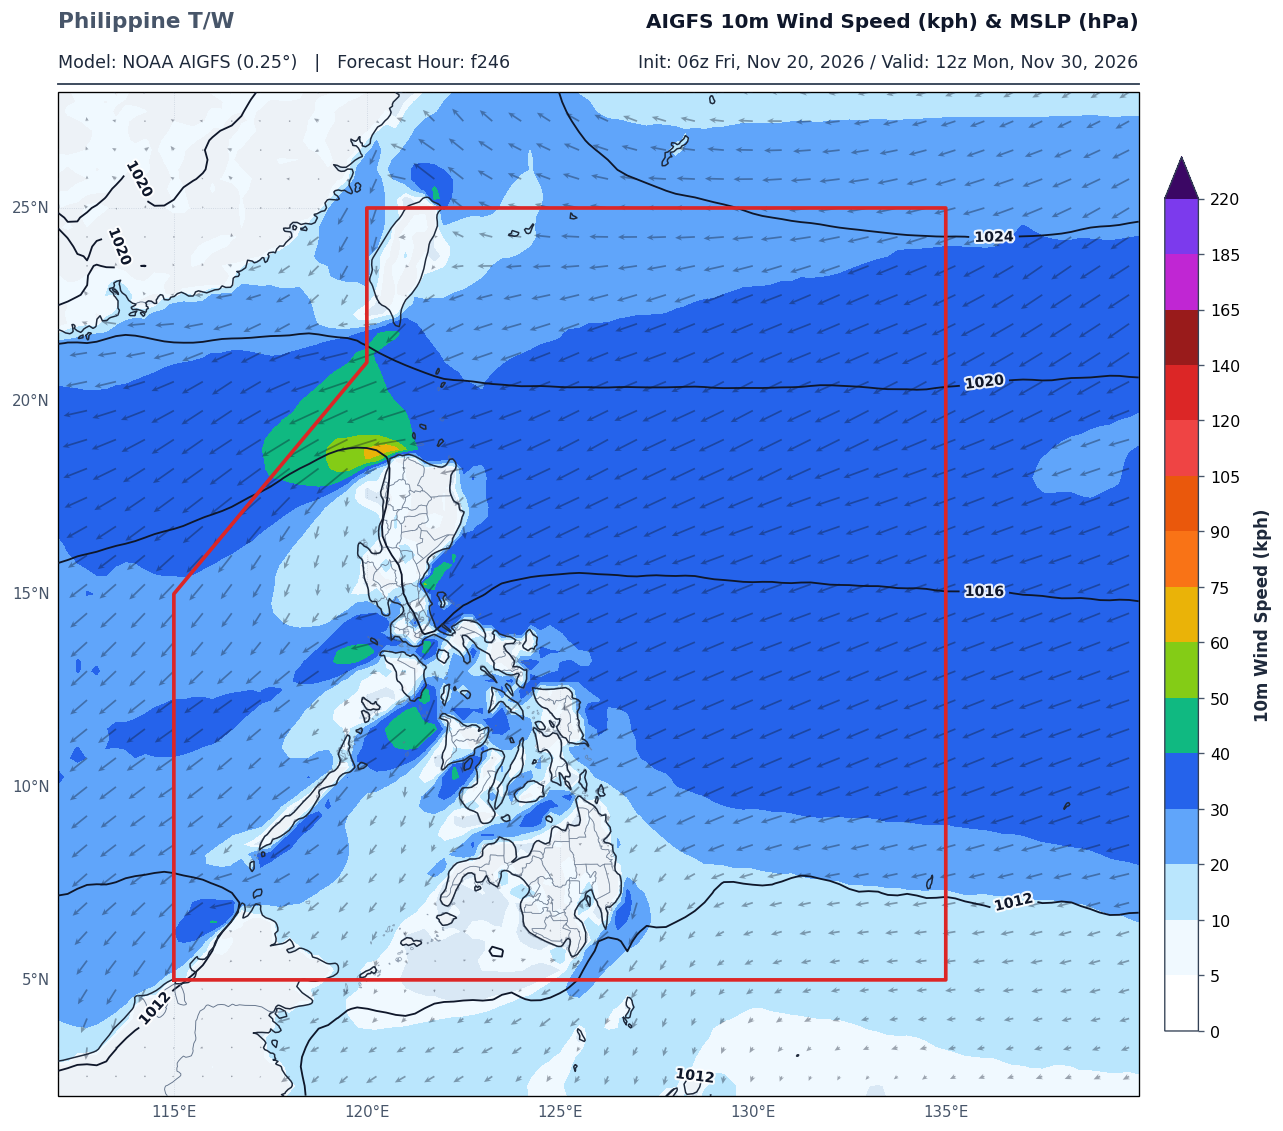 Philippine T/W
AIGFS 10m Wind Speed (kph) & MSLP (hPa)
Model: NOAA AIGFS (0.25°)   |   Forecast Hour: f246
Init: 06z Fri, Nov 20, 2026 / Valid: 12z Mon, Nov 30, 2026
1020
1020
1024
1020
1016
1012
1012
1012
25°N
20°N
15°N
10°N
5°N
115°E
120°E
125°E
130°E
135°E
220
185
165
140
120
105
90
75
60
50
40
30
20
10
5
0
10m Wind Speed (kph)